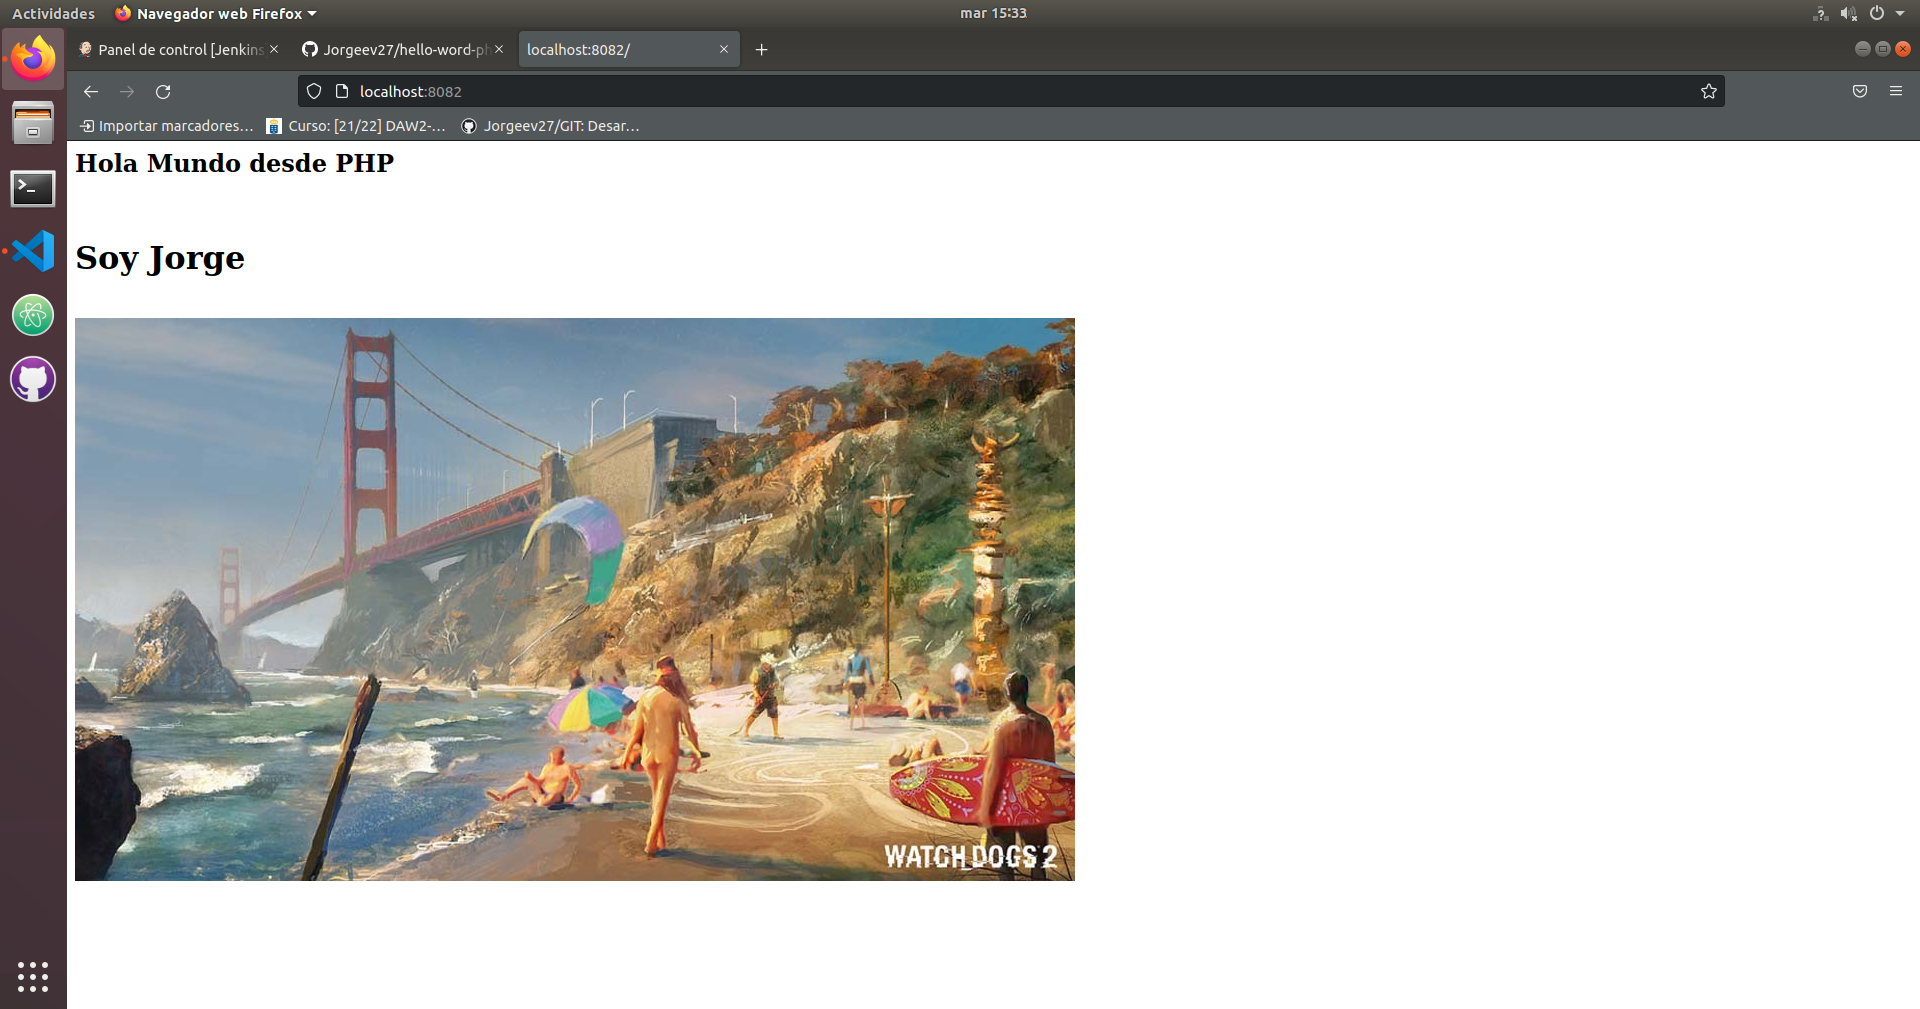 Actividades Navegador web Firefox mar 15:33
Panel de control [Jenkins Jorgeev27/hello-word-ph localhost:8082/
localhost:8082
Importar marcadores… Curso: [21/22] DAW2-… Jorgeev27/GIT: Desar…
Hola Mundo desde PHP
Soy Jorge
WATCH DOGS 2